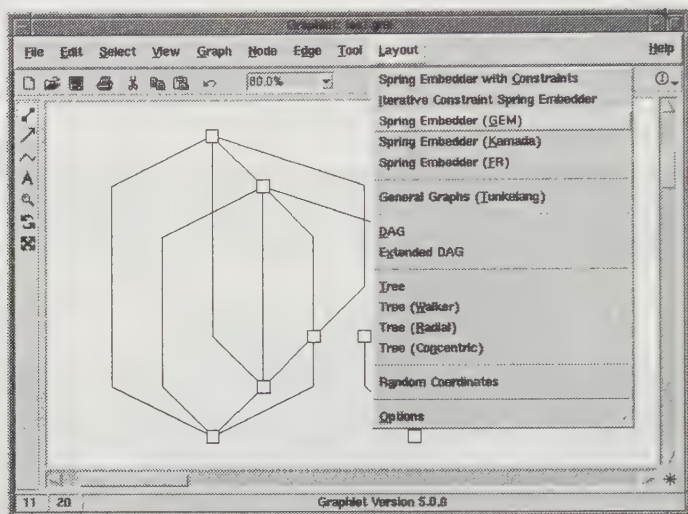 File Edit Select View Graph Node Edge Tool Layout Help
80.0%
Spring Embedder with Constraints
Iterative Constraint Spring Embedder
Spring Embedder (GEM)
Spring Embedder (Kamada)
Spring Embedder (FR)
General Graphs (Tunkelang)
DAG
Extended DAG
Tree
Tree (Walker)
Tree (Radial)
Tree (Concentric)
Random Coordinates
Options
A
11 20 Graphlet Version 5.0.0